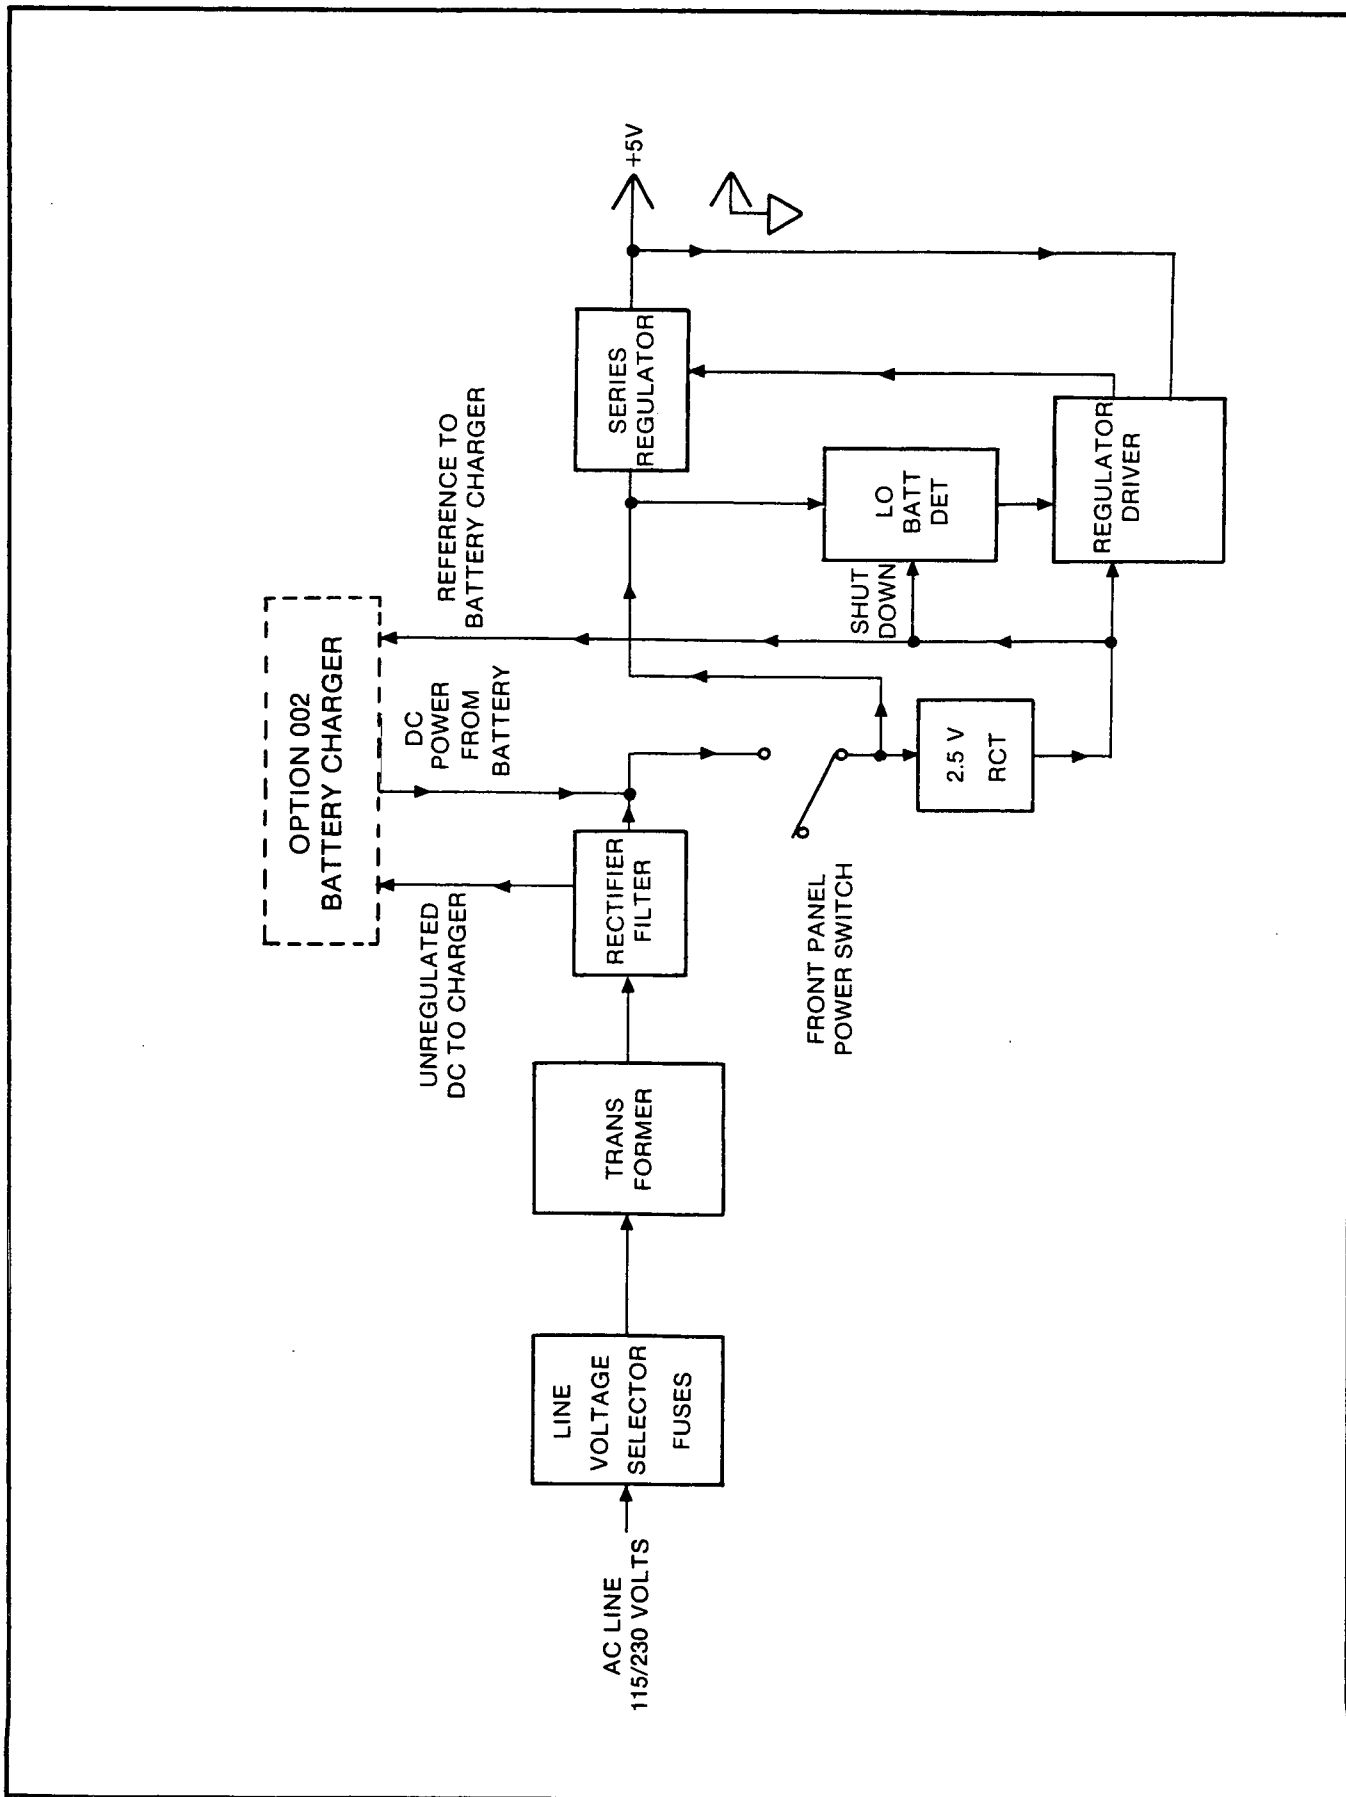 OPTION 002
BATTERY CHARGER
UNREGULATED
DC TO CHARGER
DC
POWER
FROM
BATTERY
REFERENCE TO
BATTERY CHARGER
AC LINE
115/230 VOLTS
LINE
VOLTAGE
SELECTOR
FUSES
TRANS
FORMER
RECTIFIER
FILTER
SERIES
REGULATOR
+5V
FRONT PANEL
POWER SWITCH
2.5 V
RCT
SHUT
DOWN
LO
BATT
DET
REGULATOR
DRIVER